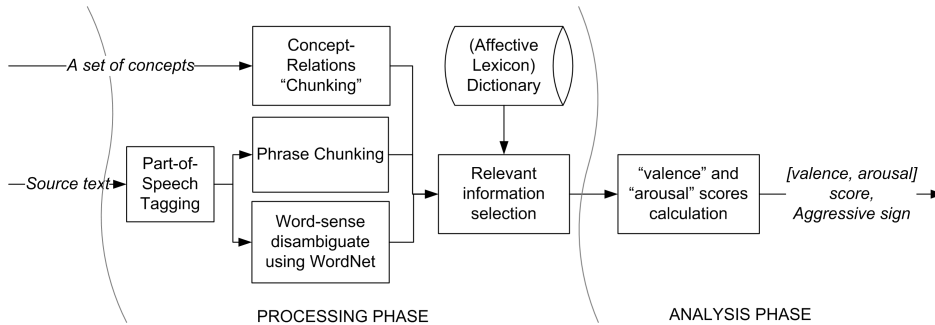 A set of concepts
Concept-
Relations
“Chunking”
(Affective
Lexicon)
Dictionary
Source text
Part-of-
Speech
Tagging
Phrase Chunking
Word-sense
disambiguate
using WordNet
Relevant
information
selection
“valence” and
“arousal” scores
calculation
[valence, arousal]
score,
Aggressive sign
PROCESSING PHASE
ANALYSIS PHASE